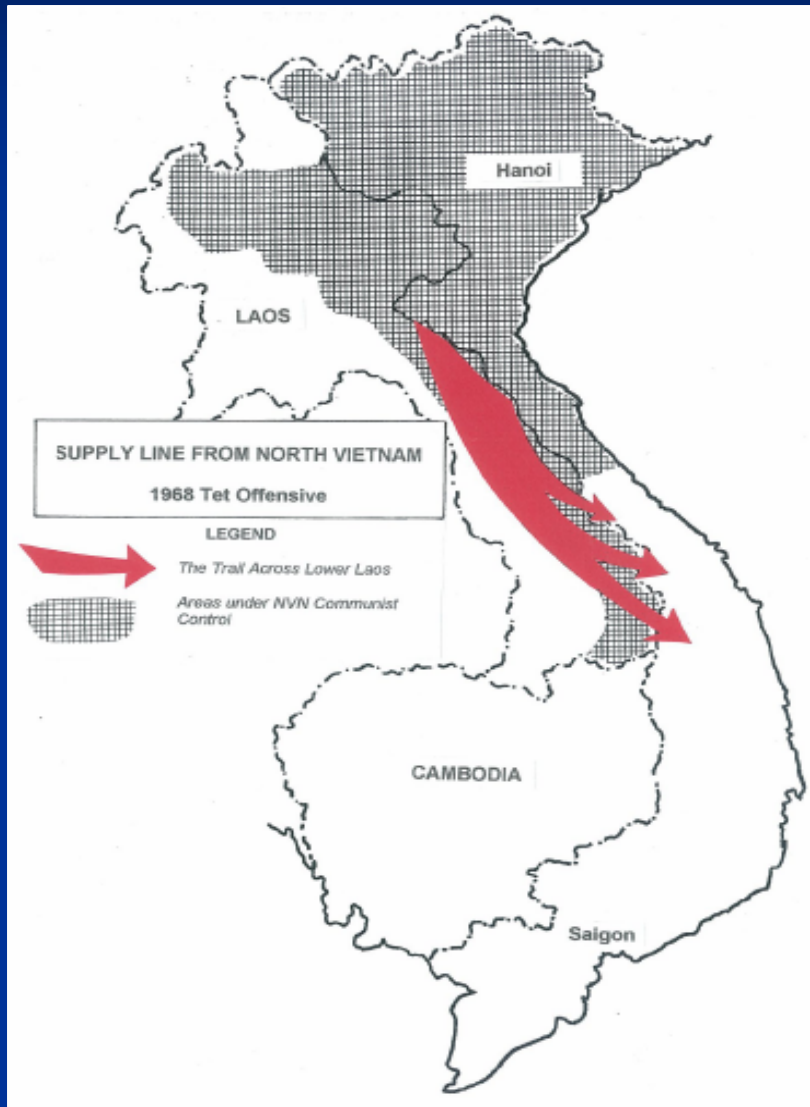 Hanoi
LAOS
SUPPLY LINE FROM NORTH VIETNAM
1968 Tet Offensive
LEGEND
The Trail Across Lower Laos
Areas under NVN Communist
Control
CAMBODIA
Saigon